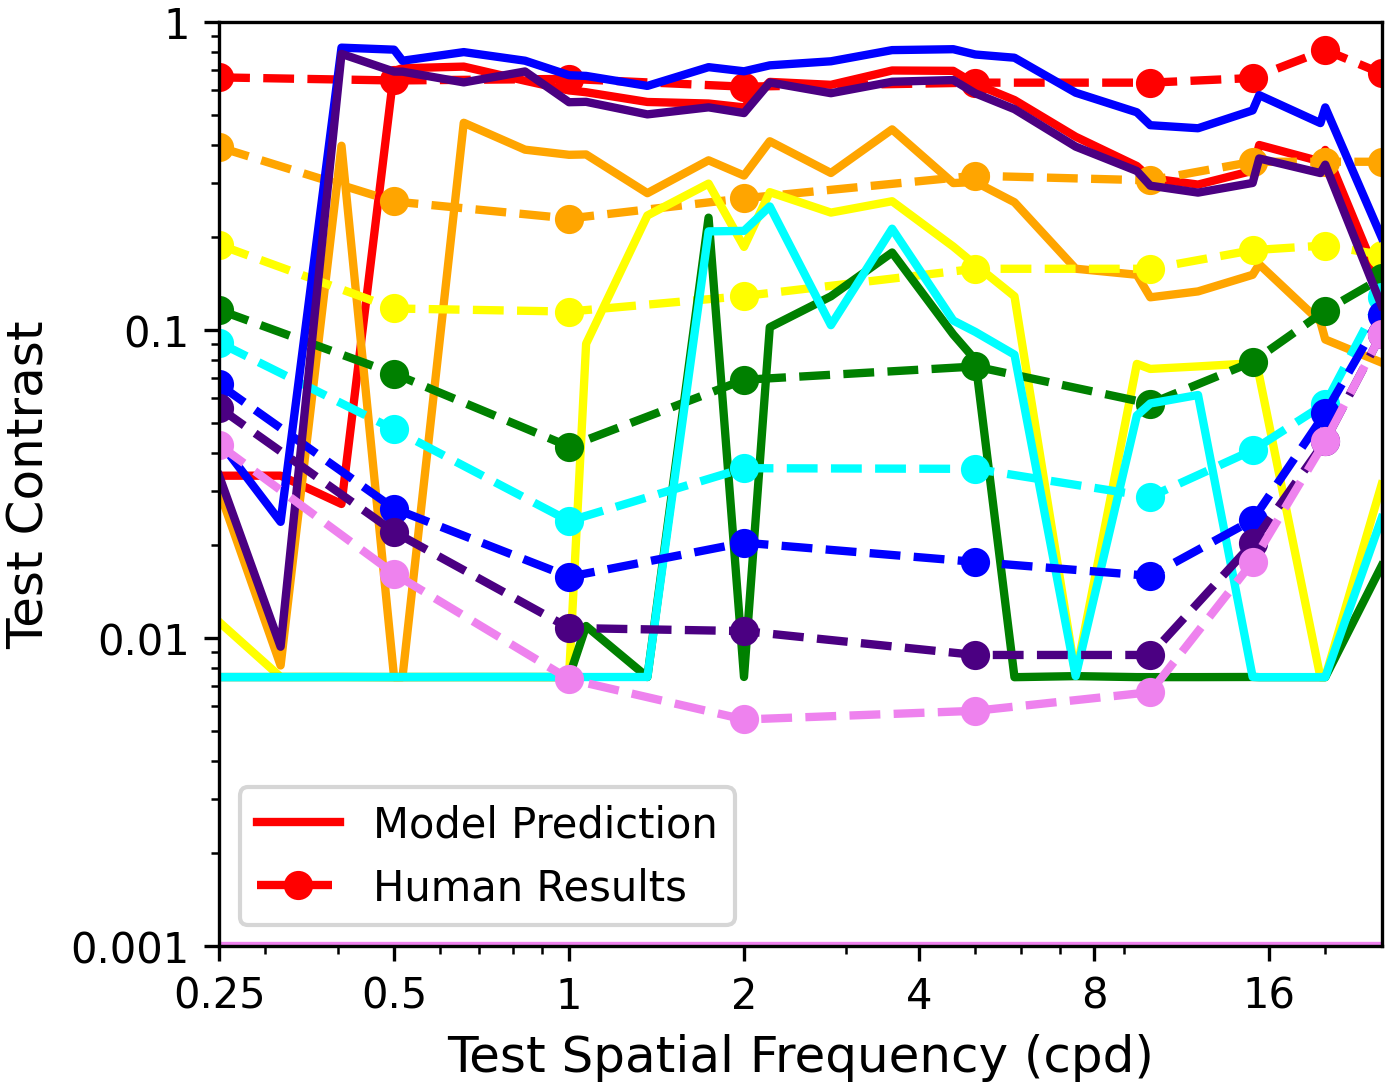 1
0.1
0.01
0.001
Test Contrast
Model Prediction
Human Results
0.25 0.5 1 2 4 8 16
Test Spatial Frequency (cpd)